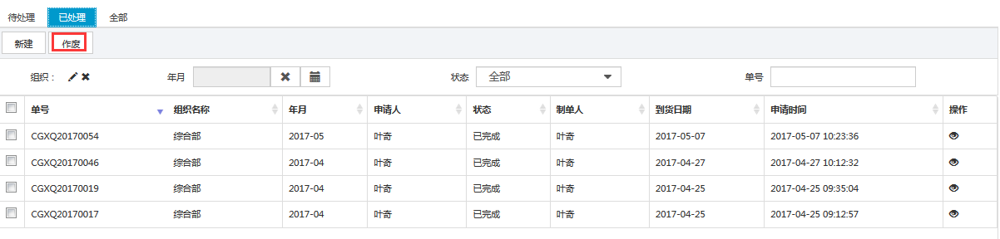 待处理 已处理 全部
新建 作废
组织： 年月 状态 全部 单号
单号 组织名称 年月 申请人 状态 制单人 到货日期 申请时间 操作
CGXQ20170054 综合部 2017-05 叶奇 已完成 叶奇 2017-05-07 2017-05-07 10:23:36
CGXQ20170046 综合部 2017-04 叶奇 已完成 叶奇 2017-04-27 2017-04-27 10:12:32
CGXQ20170019 综合部 2017-04 叶奇 已完成 叶奇 2017-04-25 2017-04-25 09:35:04
CGXQ20170017 综合部 2017-04 叶奇 已完成 叶奇 2017-04-25 2017-04-25 09:12:57